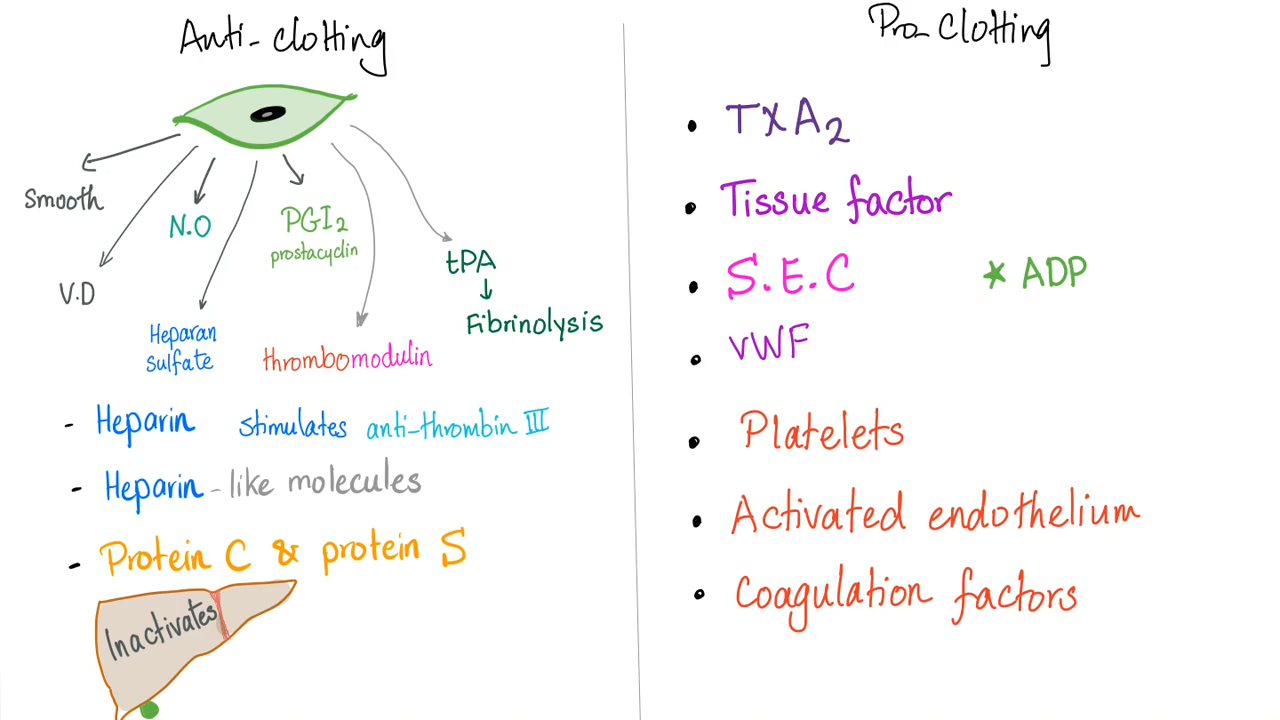 Anti-clotting
Smooth
V.D
N.O
Heparan
sulfate
PGI2
prostacyclin
thrombomodulin
tPA
Fibrinolysis
- Heparin stimulates anti-thrombin III
- Heparin-like molecules
- Protein C & protein S
Inactivates
Pro-Clotting
• TXA2
• Tissue factor
• S.E.C
* ADP
• vWF
• Platelets
• Activated endothelium
• Coagulation factors